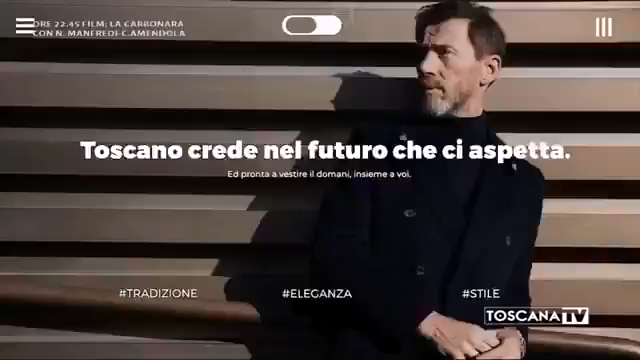 ORE 22.45 FILM: LA CARBONARA
CON N. MANFREDI-C.AMENDOLA
Toscano crede nel futuro che ci aspetta.
Ed pronta a vestire il domani, insieme a voi.
#TRADIZIONE #ELEGANZA #STILE
TOSCANA TV